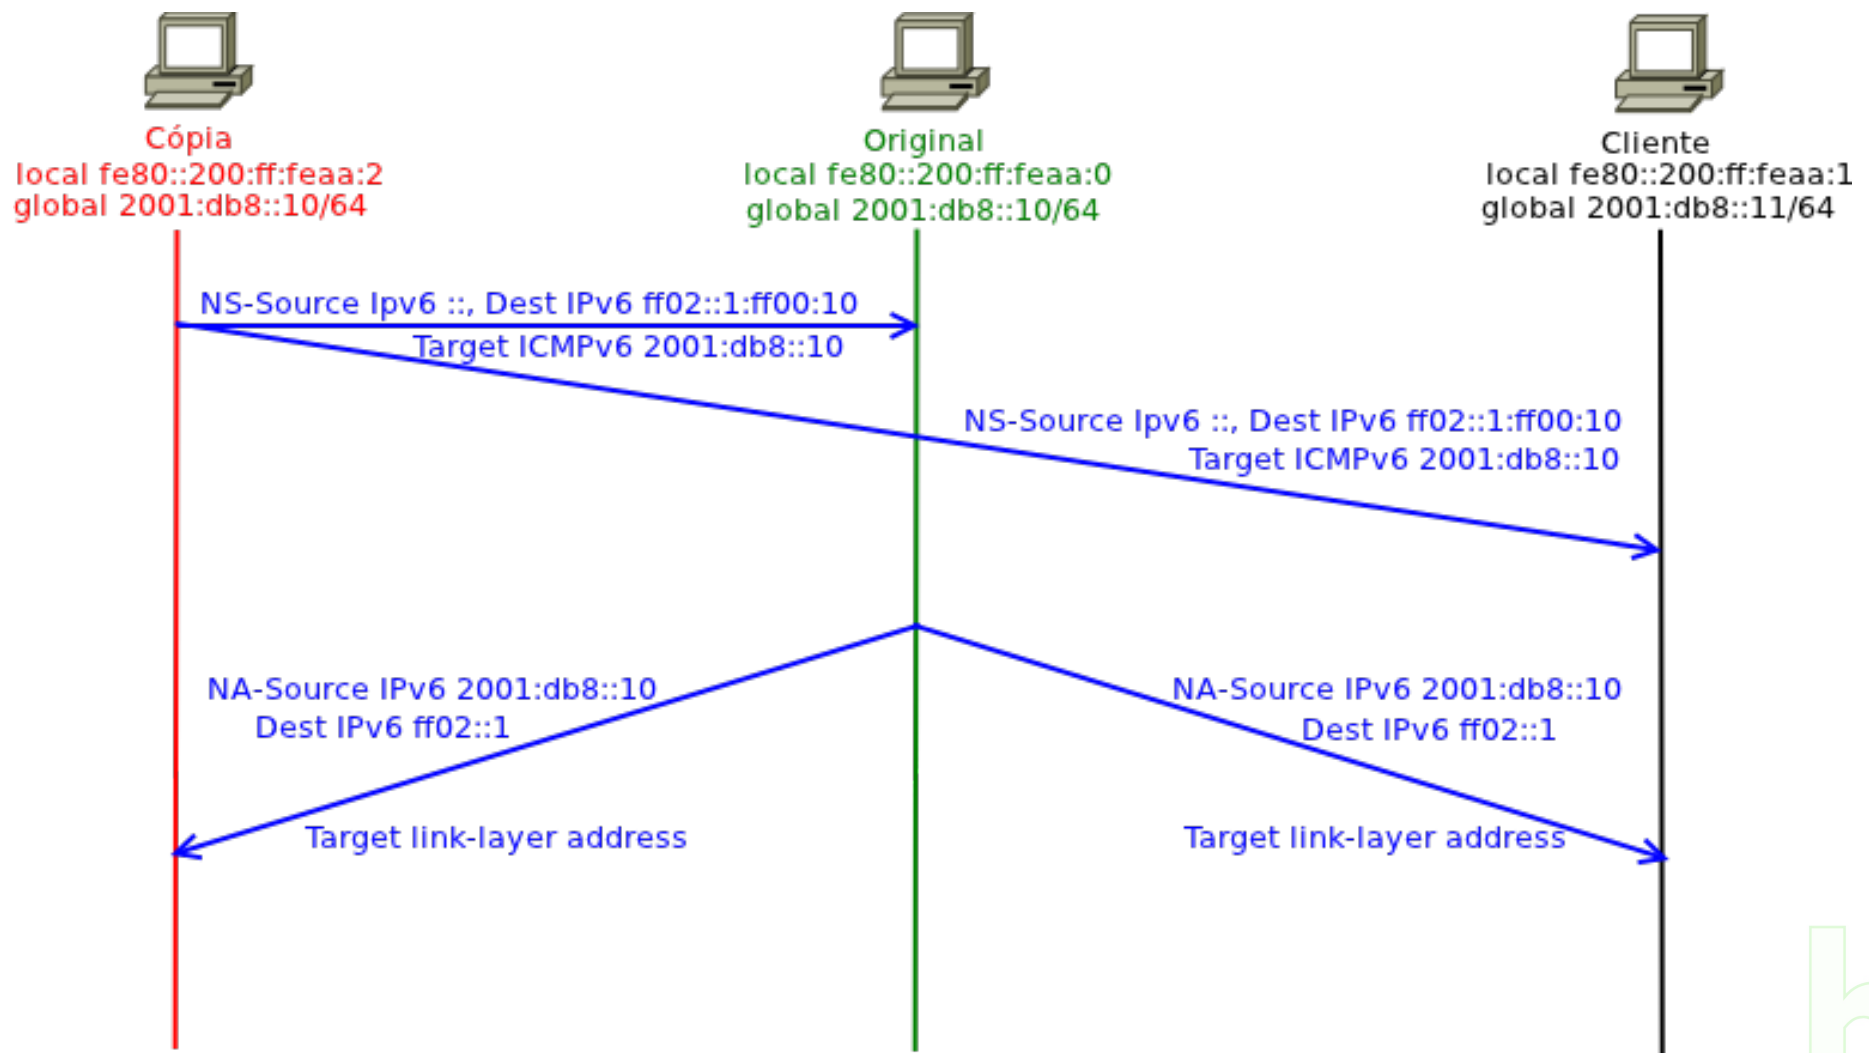 Cópia
local fe80::200:ff:feaa:2
global 2001:db8::10/64
Original
local fe80::200:ff:feaa:0
global 2001:db8::10/64
Cliente
local fe80::200:ff:feaa:1
global 2001:db8::11/64
NS-Source Ipv6 ::, Dest IPv6 ff02::1:ff00:10
Target ICMPv6 2001:db8::10
NS-Source Ipv6 ::, Dest IPv6 ff02::1:ff00:10
Target ICMPv6 2001:db8::10
NA-Source IPv6 2001:db8::10
Dest IPv6 ff02::1
Target link-layer address
NA-Source IPv6 2001:db8::10
Dest IPv6 ff02::1
Target link-layer address